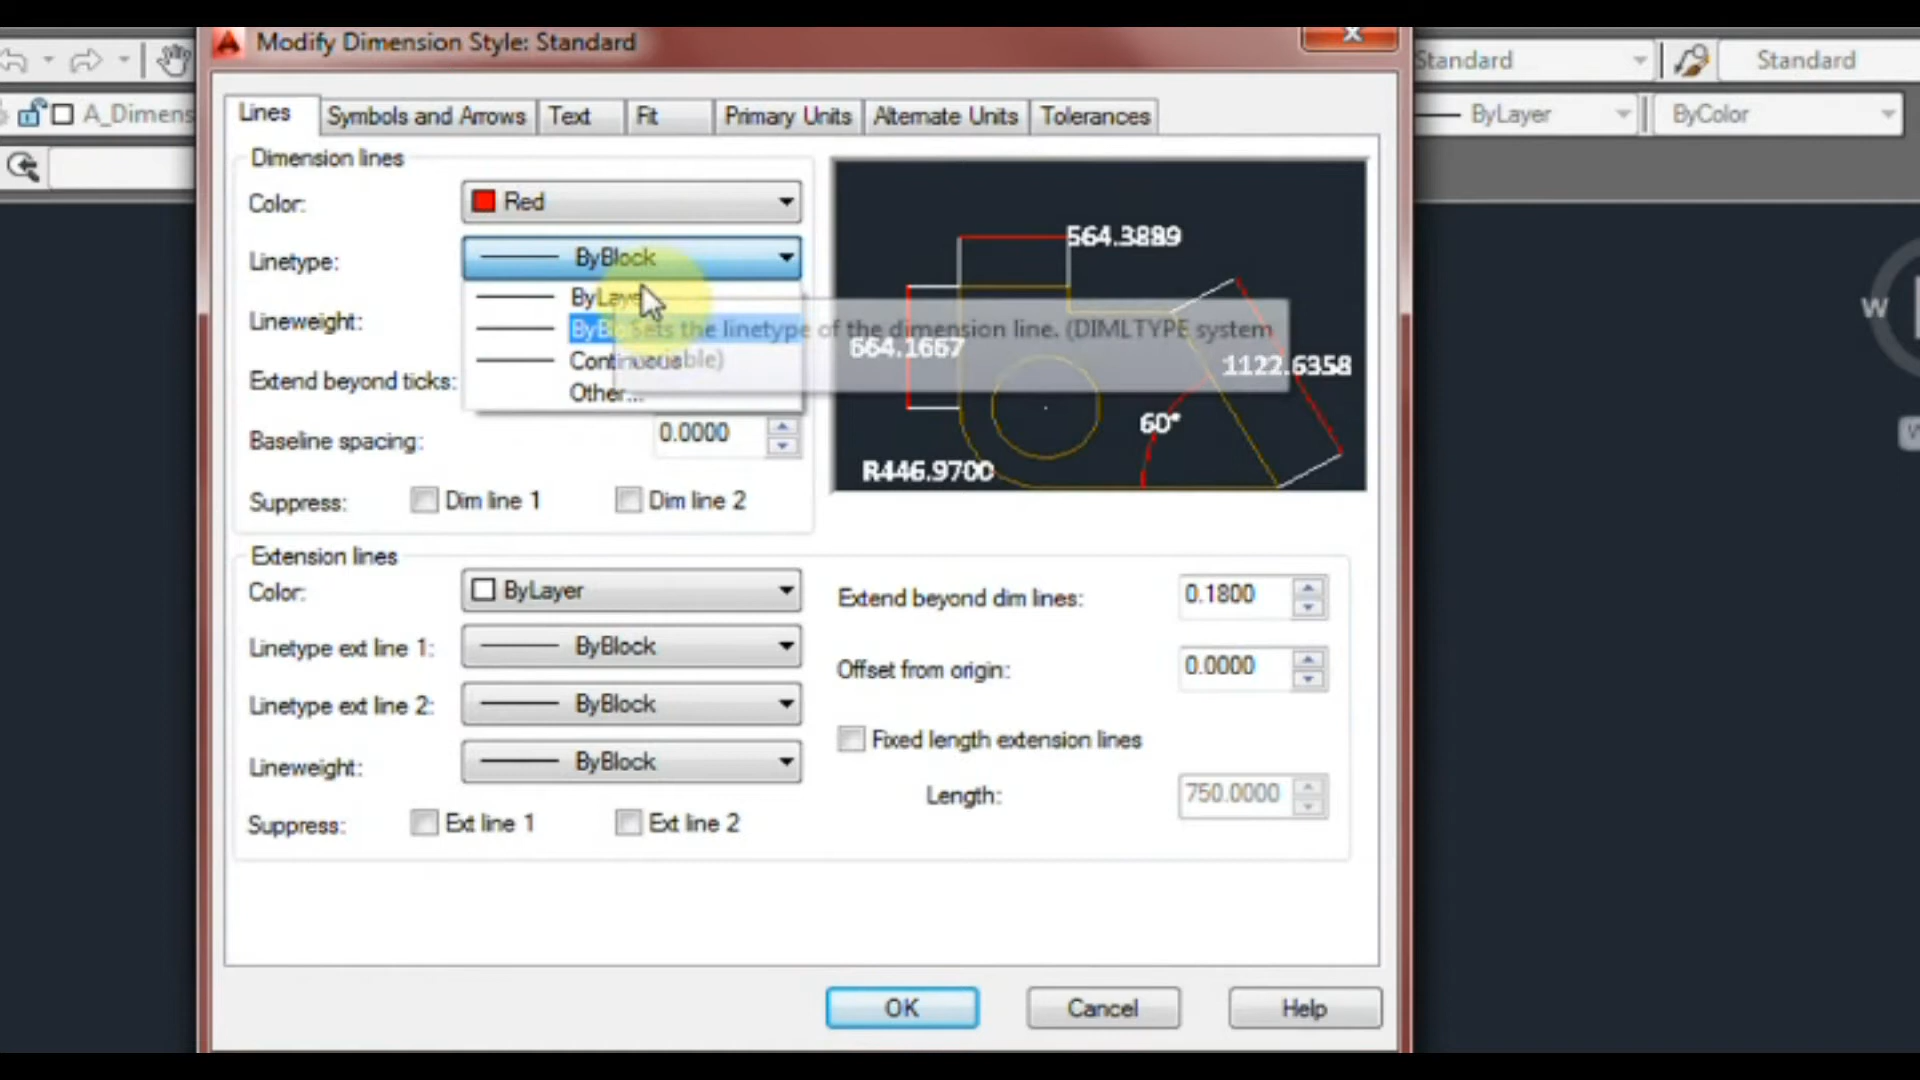 Modify Dimension Style: Standard
Standard
Standard
A_Dimens
ByLayer
ByColor
Lines
Symbols and Arrows
Text
Fit
Primary Units
Alternate Units
Tolerances
Dimension lines
Color:
Red
Linetype:
ByBlock
ByLaye
ByBl
Sets the linetype of the dimension line. (DIMLTYPE system
Continuous
Other...
Lineweight:
Extend beyond ticks:
Baseline spacing:
0.0000
Suppress:
Dim line 1
Dim line 2
564.3889
1122.6358
60°
R446.9700
W
Extension lines
Color:
ByLayer
Linetype ext line 1:
ByBlock
Linetype ext line 2:
ByBlock
Lineweight:
ByBlock
Suppress:
Ext line 1
Ext line 2
Extend beyond dim lines:
0.1800
Offset from origin:
0.0000
Fixed length extension lines
Length:
750.0000
OK
Cancel
Help